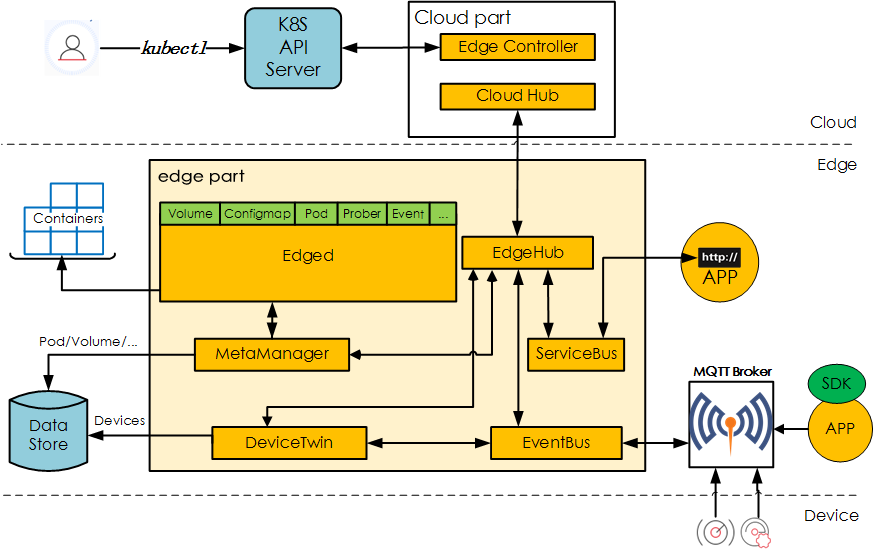 Cloud part
K8S
API
Server
kubectl
Edge Controller
Cloud Hub
Cloud
Edge
edge part
Volume
Configmap
Pod
Prober
Event
...
Containers
Edged
EdgeHub
http://
APP
Pod/Volume/...
MetaManager
ServiceBus
MQTT Broker
SDK
Data
Store
Devices
DeviceTwin
EventBus
APP
Device